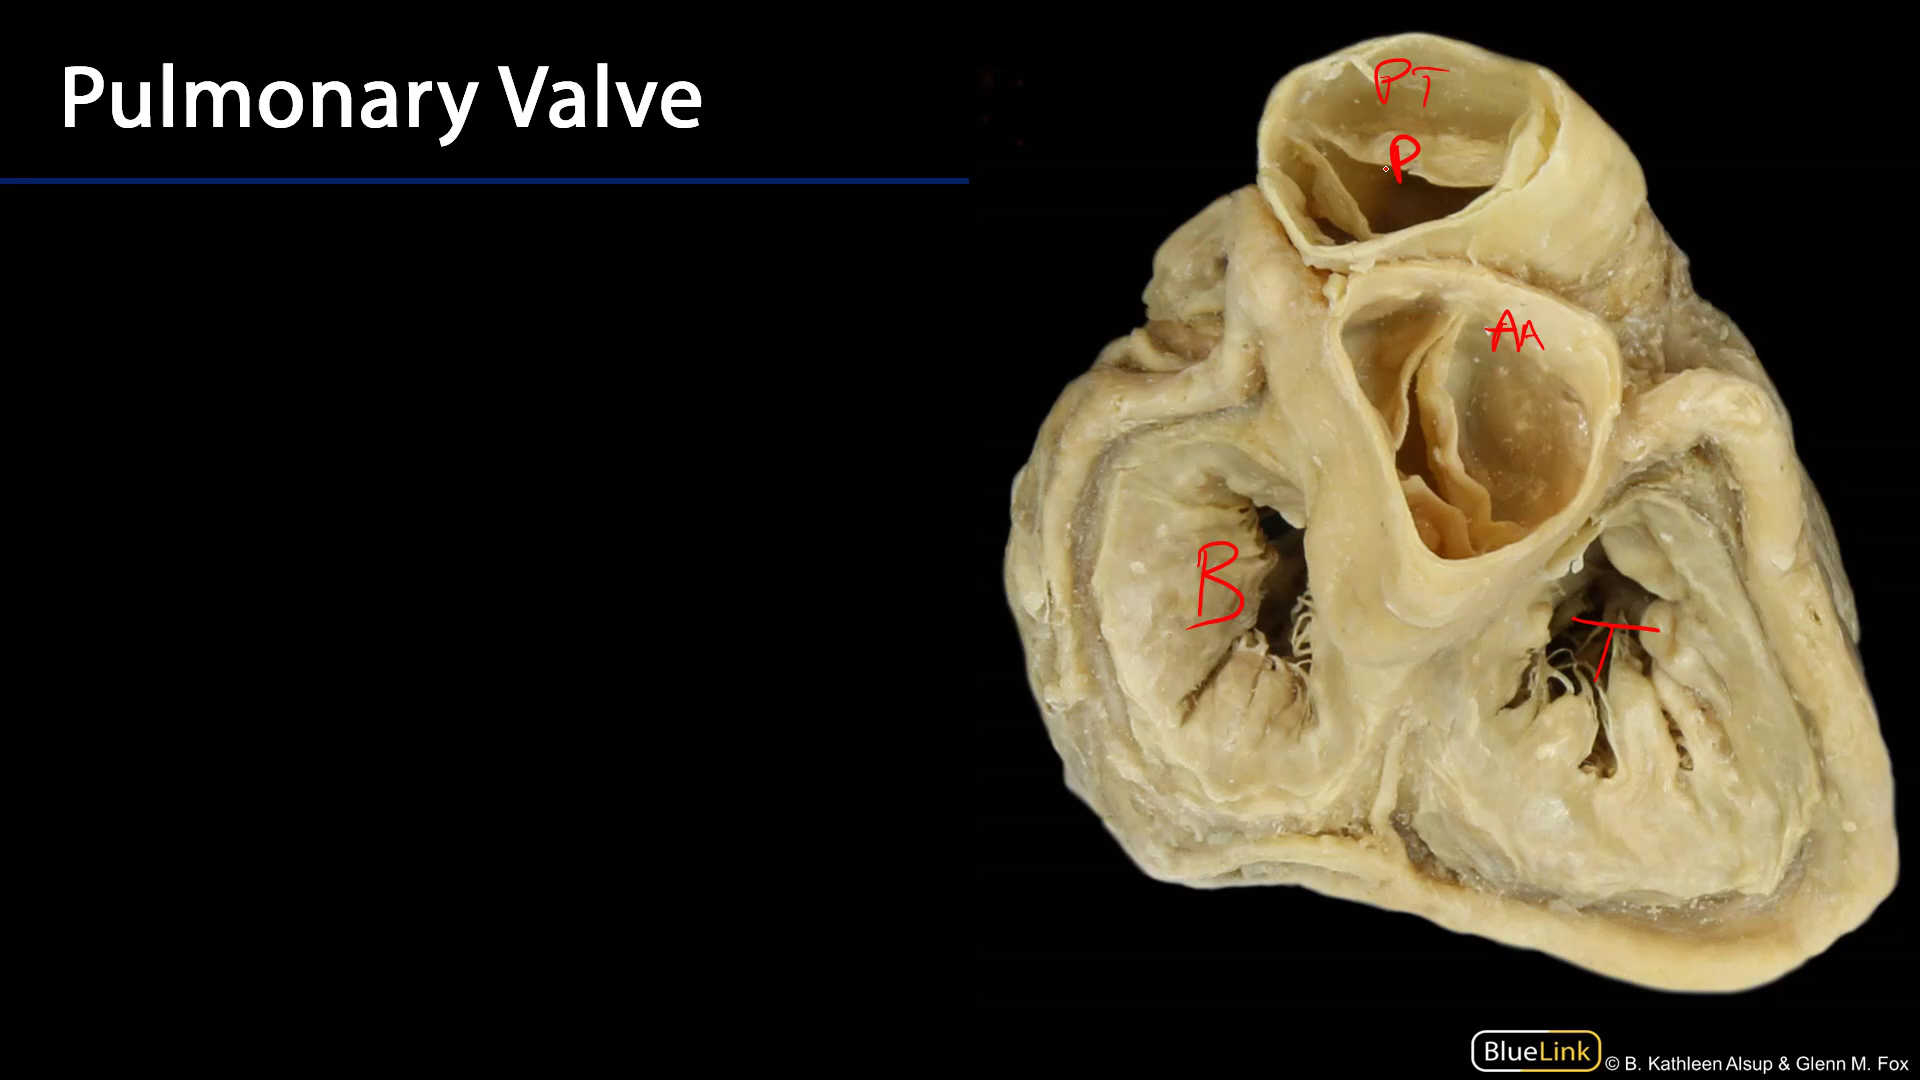 Pulmonary Valve
PT
P
AA
B
T
BlueLink © B. Kathleen Alsup & Glenn M. Fox